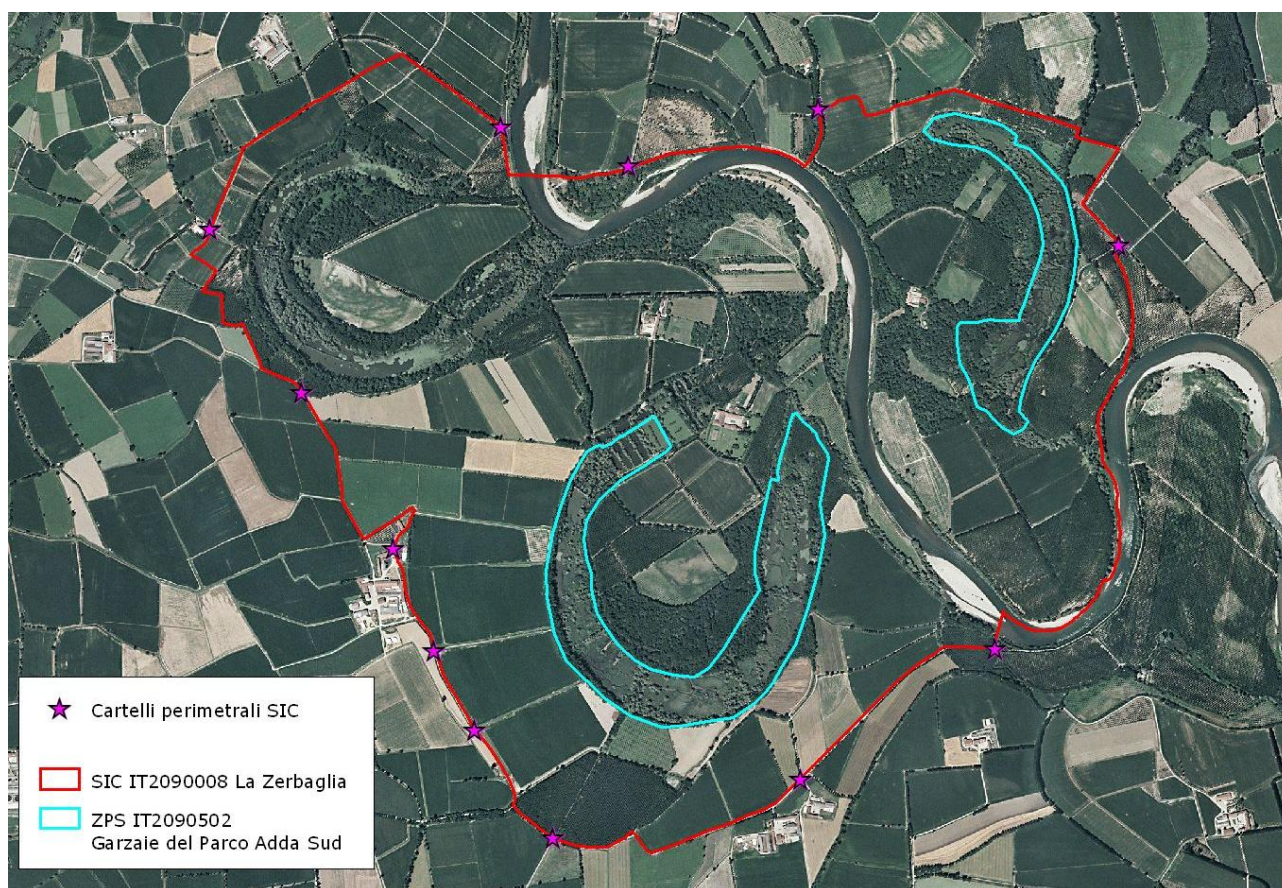 Cartelli perimetrali SIC
SIC IT2090008 La Zerbaglia
ZPS IT2090502
Garzaie del Parco Adda Sud